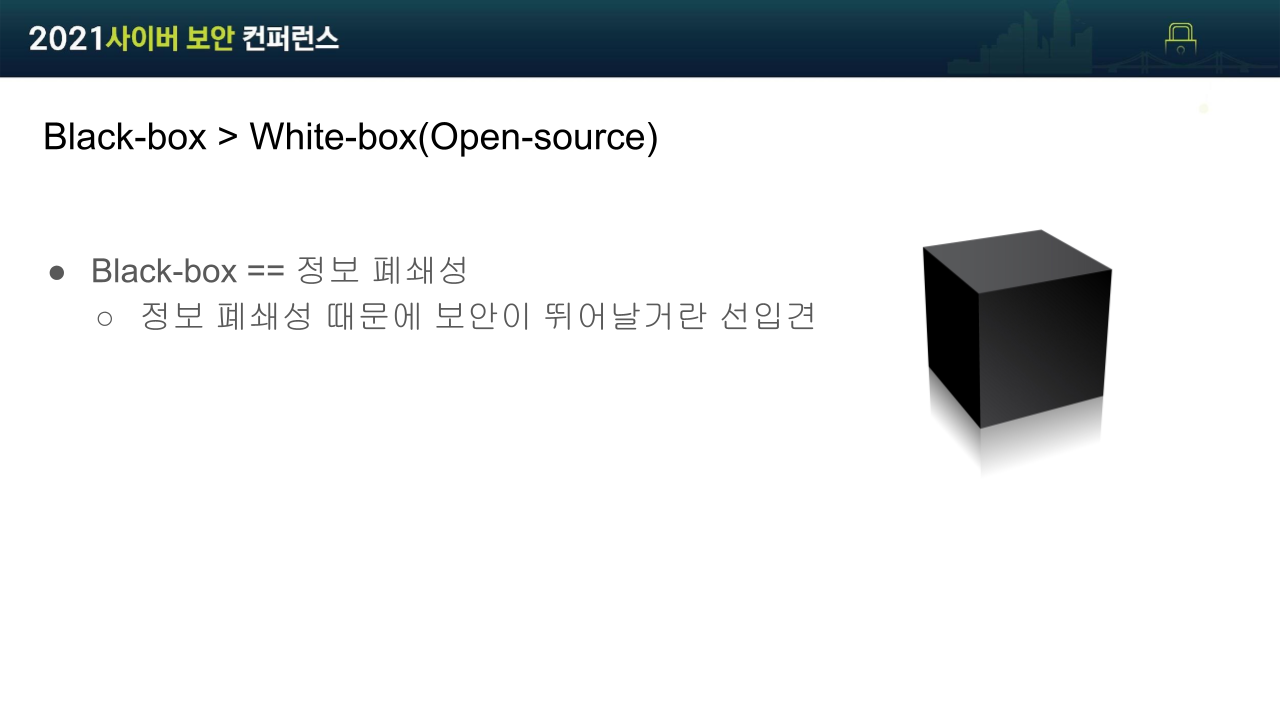 2021사이버 보안 컨퍼런스
Black-box > White-box(Open-source)
● Black-box == 정보 폐쇄성
○ 정보 폐쇄성 때문에 보안이 뛰어날거란 선입견